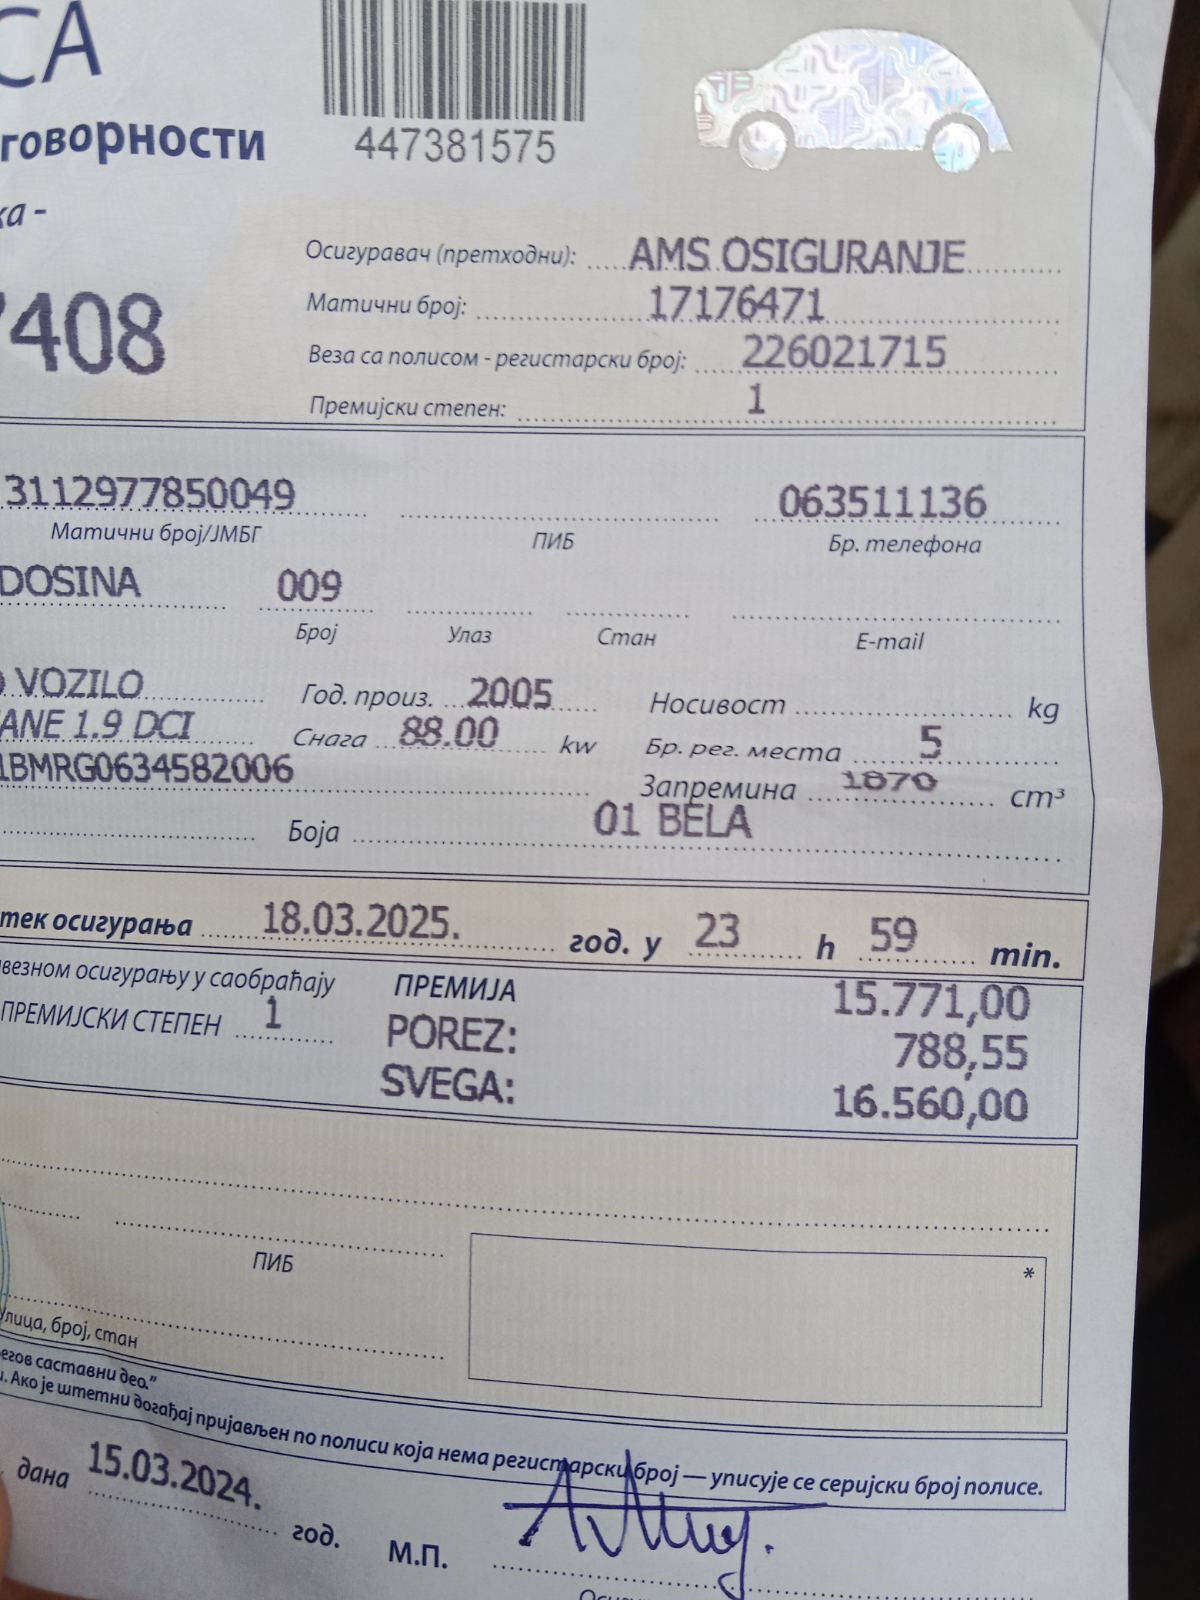 СА
447381575
говорности
ка -
Осигуравач (претходни): AMS OSIGURANJE
Матични број: 17176471
7408
Веза са полисом - регистарски број: 226021715
Премијски степен: 1
3112977850049 063511136
Матични број/ЈМБГ ПИБ Бр. телефона
DOSINA 009
Број Улаз Стан E-mail
VOZILO Год. произ. 2005 Носивост kg
ANE 1.9 DCI Снага 88.00 kw Бр. рег. места 5
1BMRG0634582006 Запремина 1870 cm³
Боја 01 BELA
тек осигурања 18.03.2025. год. у 23 h 59 min.
везном осигурању у саобраћају ПРЕМИЈА 15.771,00
ПРЕМИЈСКИ СТЕПЕН 1 POREZ: 788,55
SVEGA: 16.560,00
ПИБ *
лица, број, стан
егов саставни део.”
и. Ако је штетни догађај пријављен по полиси која нема регистарски број — уписује се серијски број полисе.
дана 15.03.2024. год. М.П.